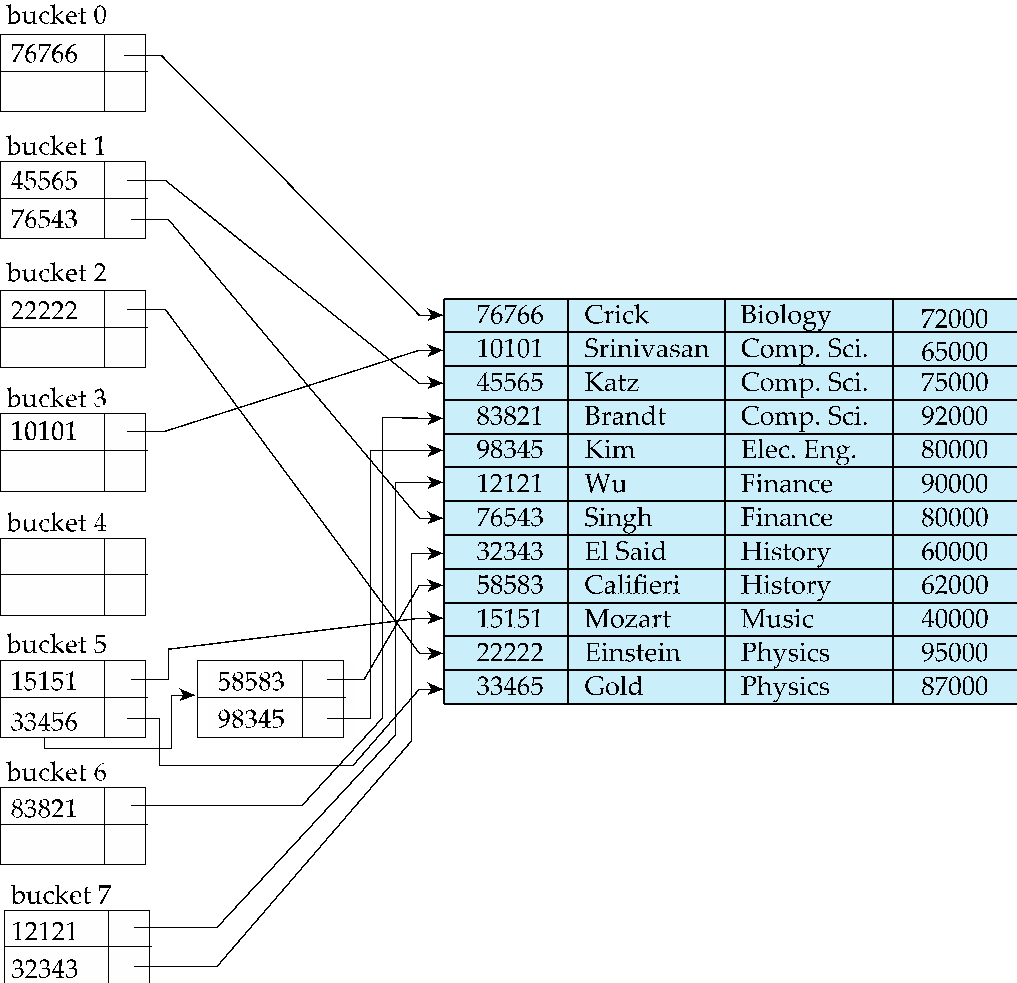 bucket 0
76766
bucket 1
45565
76543
bucket 2
22222
bucket 3
10101
bucket 4
bucket 5
15151
33456
58583
98345
bucket 6
83821
bucket 7
12121
32343
76766 Crick Biology 72000
10101 Srinivasan Comp. Sci. 65000
45565 Katz Comp. Sci. 75000
83821 Brandt Comp. Sci. 92000
98345 Kim Elec. Eng. 80000
12121 Wu Finance 90000
76543 Singh Finance 80000
32343 El Said History 60000
58583 Califieri History 62000
15151 Mozart Music 40000
22222 Einstein Physics 95000
33465 Gold Physics 87000